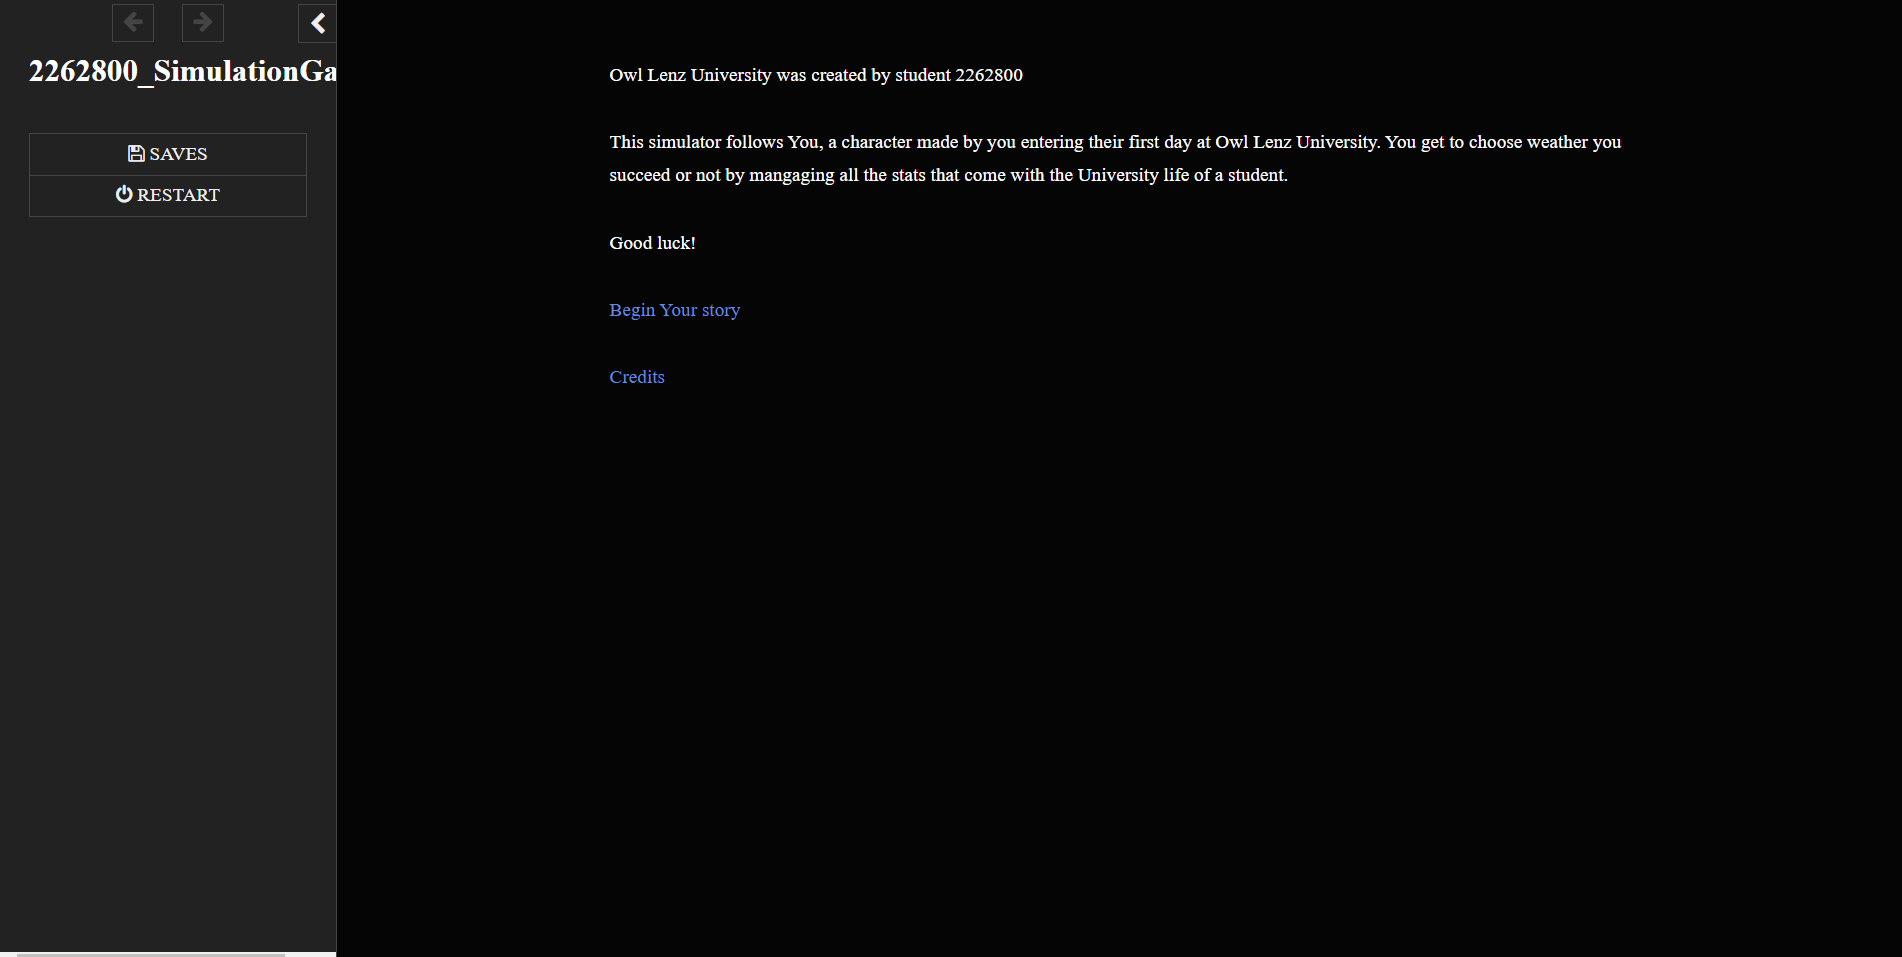 2262800_SimulationGa
SAVES
RESTART
Owl Lenz University was created by student 2262800
This simulator follows You, a character made by you entering their first day at Owl Lenz University. You get to choose weather you
succeed or not by mangaging all the stats that come with the University life of a student.
Good luck!
Begin Your story
Credits